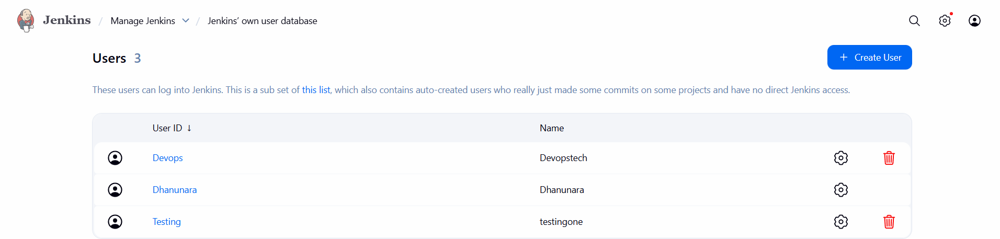 Jenkins / Manage Jenkins / Jenkins’ own user database
Users 3
+ Create User
These users can log into Jenkins. This is a sub set of this list, which also contains auto-created users who really just made some commits on some projects and have no direct Jenkins access.
User ID ↓ Name
Devops Devopstech
Dhanunara Dhanunara
Testing testingone